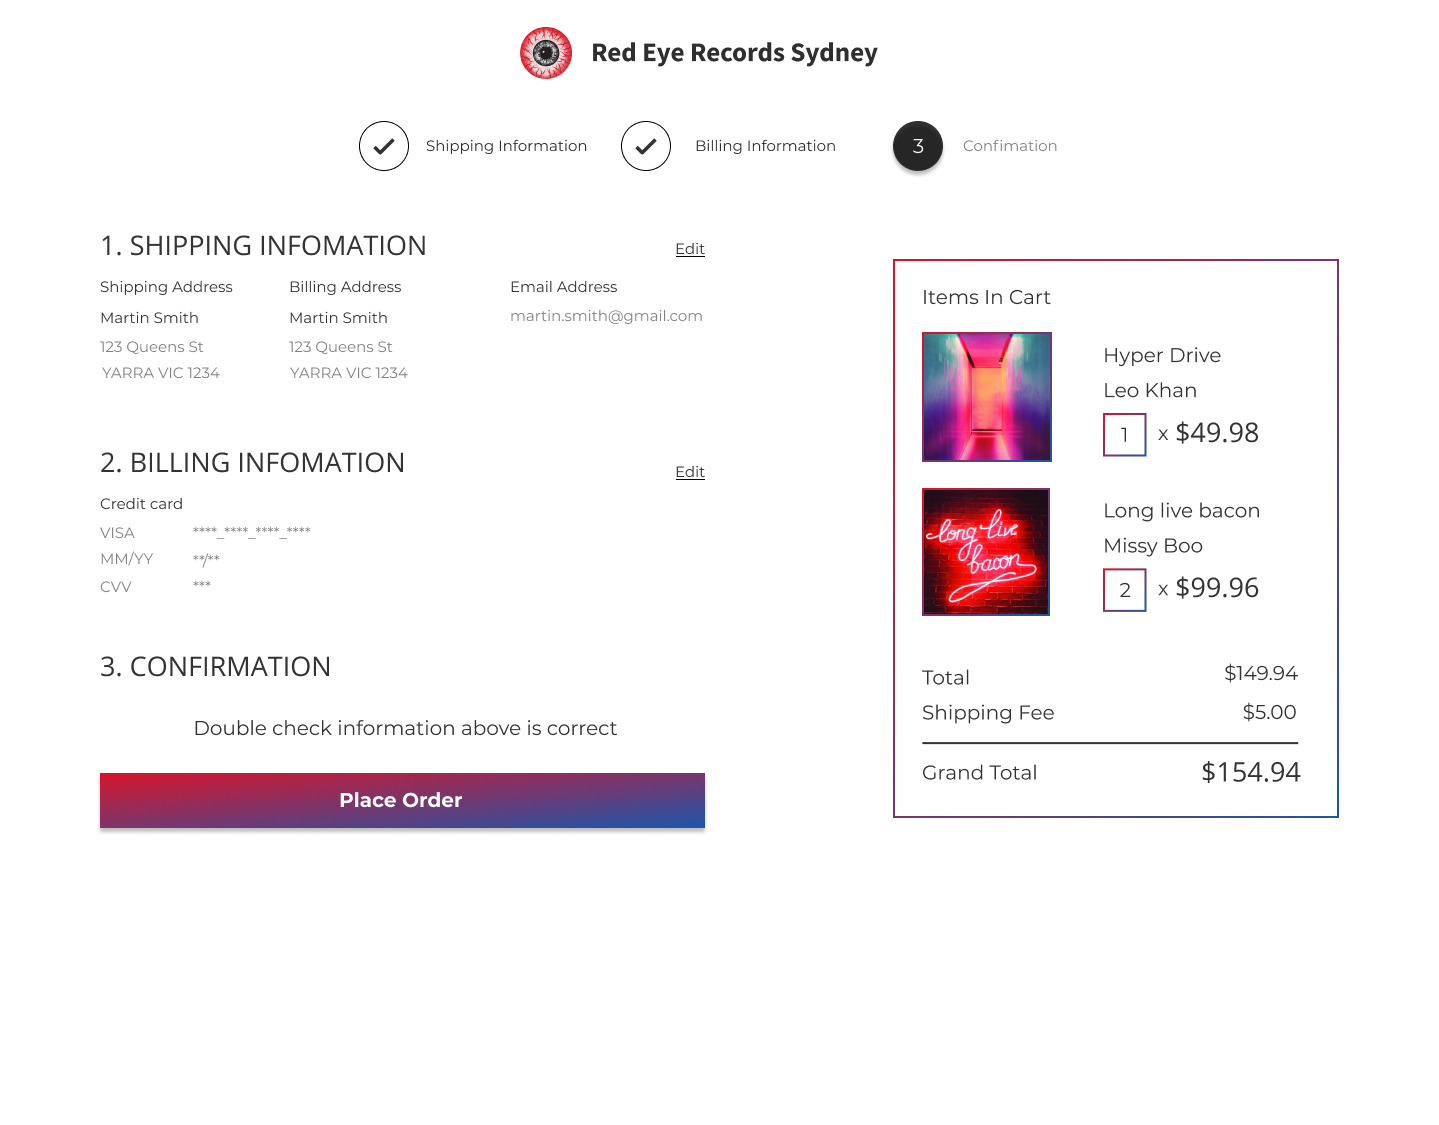 Red Eye Records Sydney
Shipping Information
Billing Information
3
Confimation
1. SHIPPING INFOMATION
Edit
Shipping Address
Billing Address
Email Address
Martin Smith
Martin Smith
martin.smith@gmail.com
123 Queens St
123 Queens St
YARRA VIC 1234
YARRA VIC 1234
2. BILLING INFOMATION
Edit
Credit card
VISA ****_****_****_****
MM/YY **/**
CVV ***
3. CONFIRMATION
Double check information above is correct
Place Order
Items In Cart
Hyper Drive
Leo Khan
1 x $49.98
long live
bacon
Long live bacon
Missy Boo
2 x $99.96
Total $149.94
Shipping Fee $5.00
Grand Total $154.94